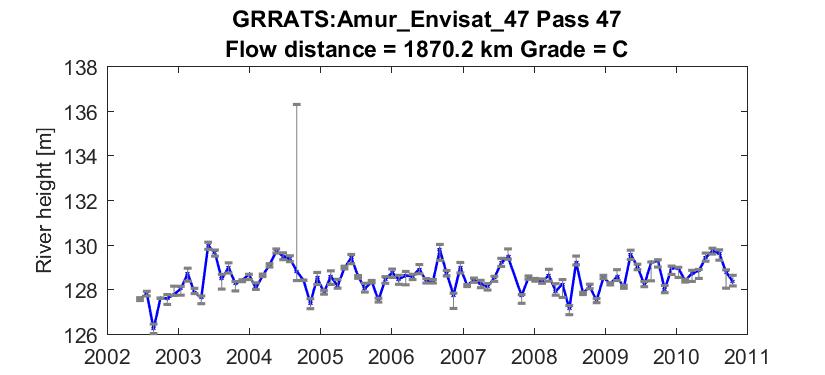 GRRATS:Amur_Envisat_47 Pass 47
Flow distance = 1870.2 km Grade = C
River height [m]
138
136
134
132
130
128
126
2002 2003 2004 2005 2006 2007 2008 2009 2010 2011